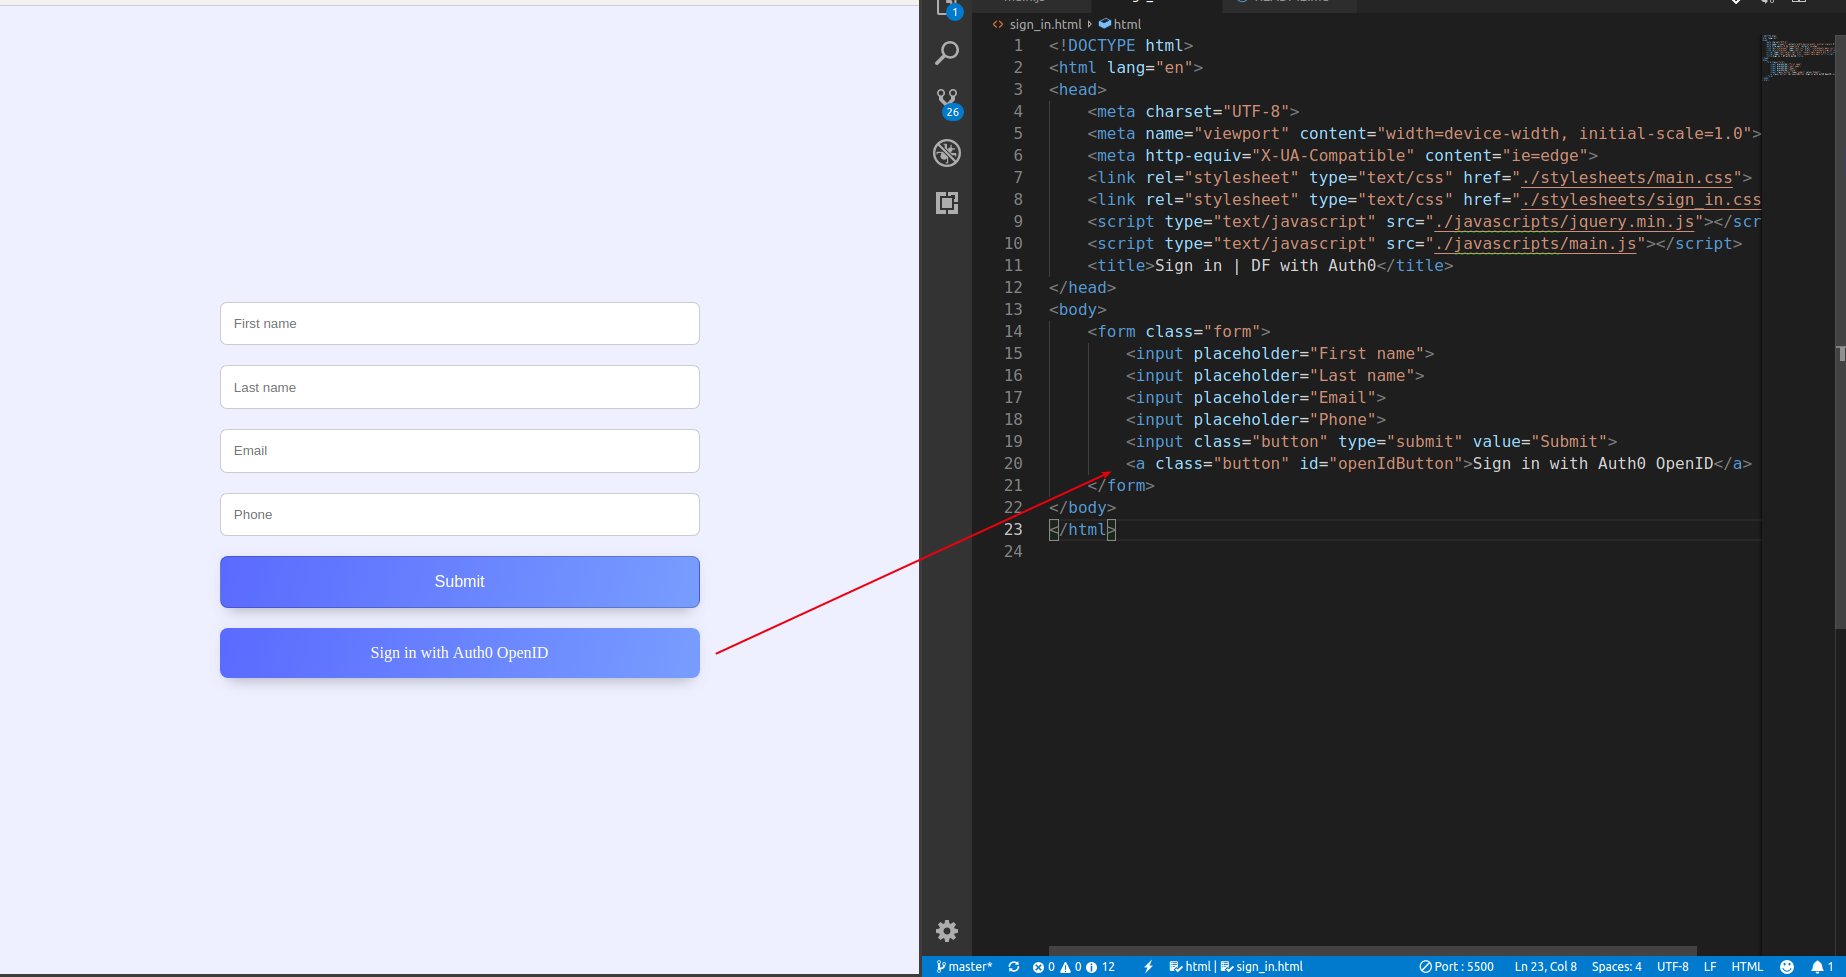 First name
Last name
Email
Phone
Submit
Sign in with Auth0 OpenID
1
26
sign_in.html html
1 <!DOCTYPE html>
2 <html lang="en">
3 <head>
4 <meta charset="UTF-8">
5 <meta name="viewport" content="width=device-width, initial-scale=1.0">
6 <meta http-equiv="X-UA-Compatible" content="ie=edge">
7 <link rel="stylesheet" type="text/css" href="./stylesheets/main.css">
8 <link rel="stylesheet" type="text/css" href="./stylesheets/sign_in.css
9 <script type="text/javascript" src="./javascripts/jquery.min.js"></scr
10 <script type="text/javascript" src="./javascripts/main.js"></script>
11 <title>Sign in | DF with Auth0</title>
12 </head>
13 <body>
14 <form class="form">
15 <input placeholder="First name">
16 <input placeholder="Last name">
17 <input placeholder="Email">
18 <input placeholder="Phone">
19 <input class="button" type="submit" value="Submit">
20 <a class="button" id="openIdButton">Sign in with Auth0 OpenID</a>
21 </form>
22 </body>
23 </html>
24
master* 0 0 12 html | sign_in.html Port : 5500 Ln 23, Col 8 Spaces: 4 UTF-8 LF HTML 1